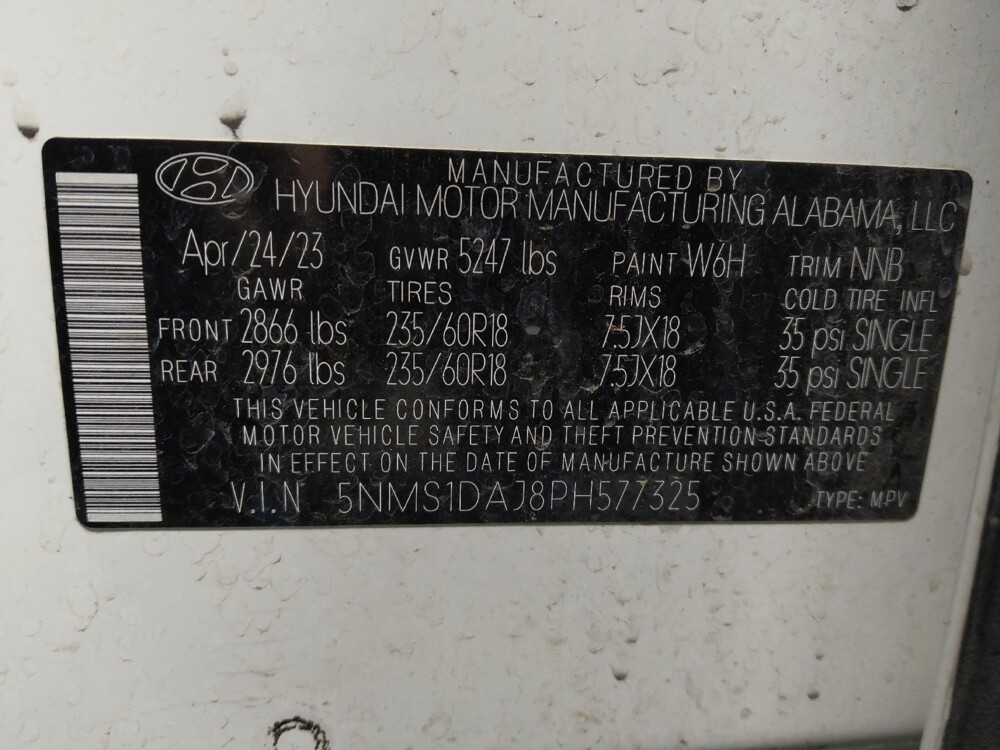 MANUFACTURED BY
HYUNDAI MOTOR MANUFACTURING ALABAMA, LLC
Apr/24/23 GVWR 5247 lbs PAINT W6H TRIM NNB
GAWR TIRES RIMS COLD TIRE INFL
FRONT 2866 lbs 235/60R18 7.5JX18 35 psi SINGLE
REAR 2976 lbs 235/60R18 7.5JX18 35 psi SINGLE
THIS VEHICLE CONFORMS TO ALL APPLICABLE U.S.A. FEDERAL
MOTOR VEHICLE SAFETY AND THEFT PREVENTION STANDARDS
IN EFFECT ON THE DATE OF MANUFACTURE SHOWN ABOVE
V.I.N 5NMS1DAJ8PH577325 TYPE: MPV